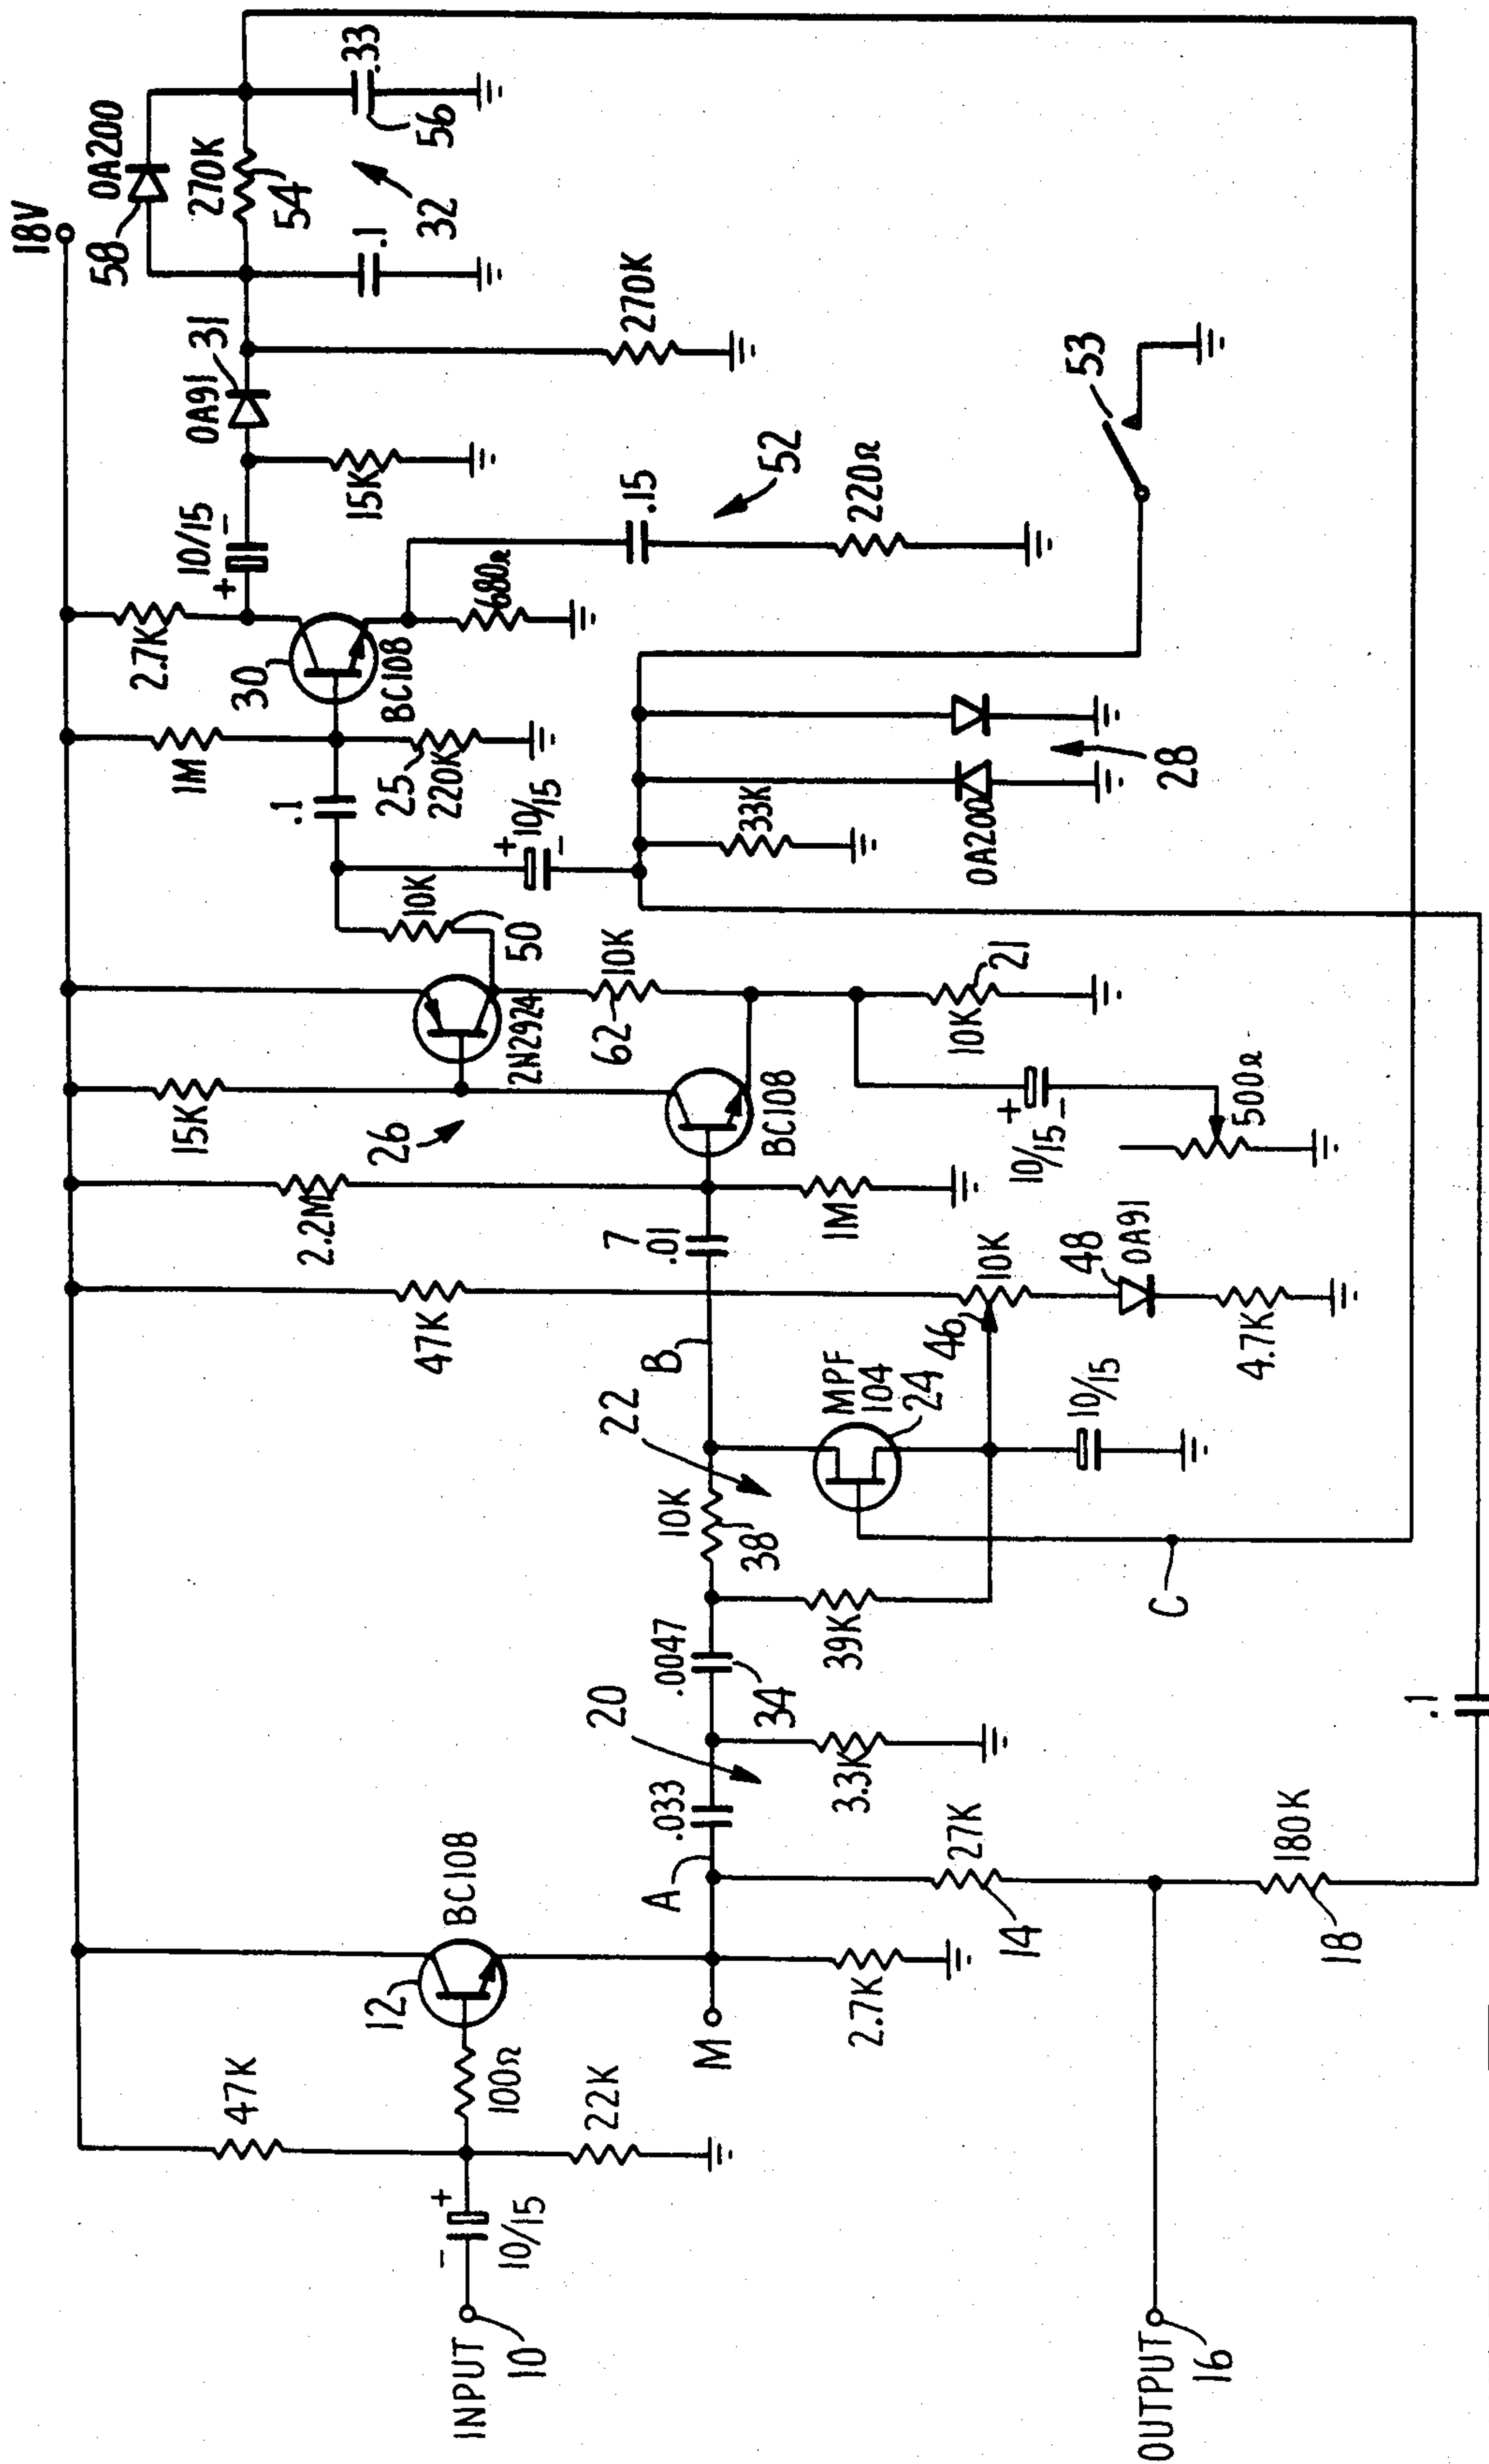 18V
47K
INPUT
10
10/15
- +
22K
100Ω
12
BC108
M
2.7K
A
.033
20
3.3K
.0047
34
39K
10K
38
22
B
MPF
104
24
10/15
C
47K
46
10K
48
OA91
4.7K
7
.01
2.2M
1M
26
15K
BC108
2N2924
62
10K
10K
21
+ 10/15 -
500Ω
50
10K
+ 10/15 -
.1
1M
25
220K
30
BC108
2.7K
680Ω
+ 10/15 -
15K
OA91
31
270K
.15
52
220Ω
33K
OA200
28
53
58
OA200
270K
54
.1
32
.33
56
27K
14
OUTPUT
16
180K
18
.1